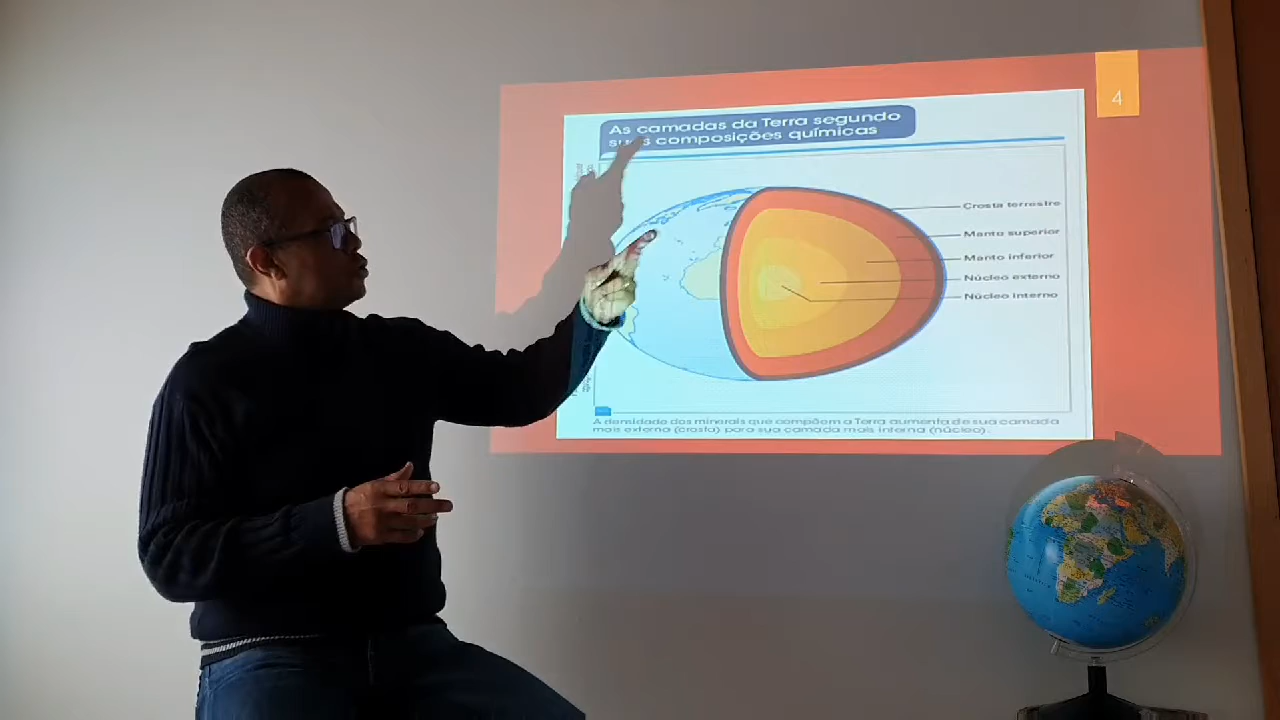 4
As camadas da Terra segundo
suas composições químicas
Crosta terrestre
Manto superior
Manto inferior
Núcleo externo
Núcleo interno
A densidade dos minerais que compõem a Terra aumenta de sua camada
mais externa (crosta) para sua camada mais interna (núcleo).